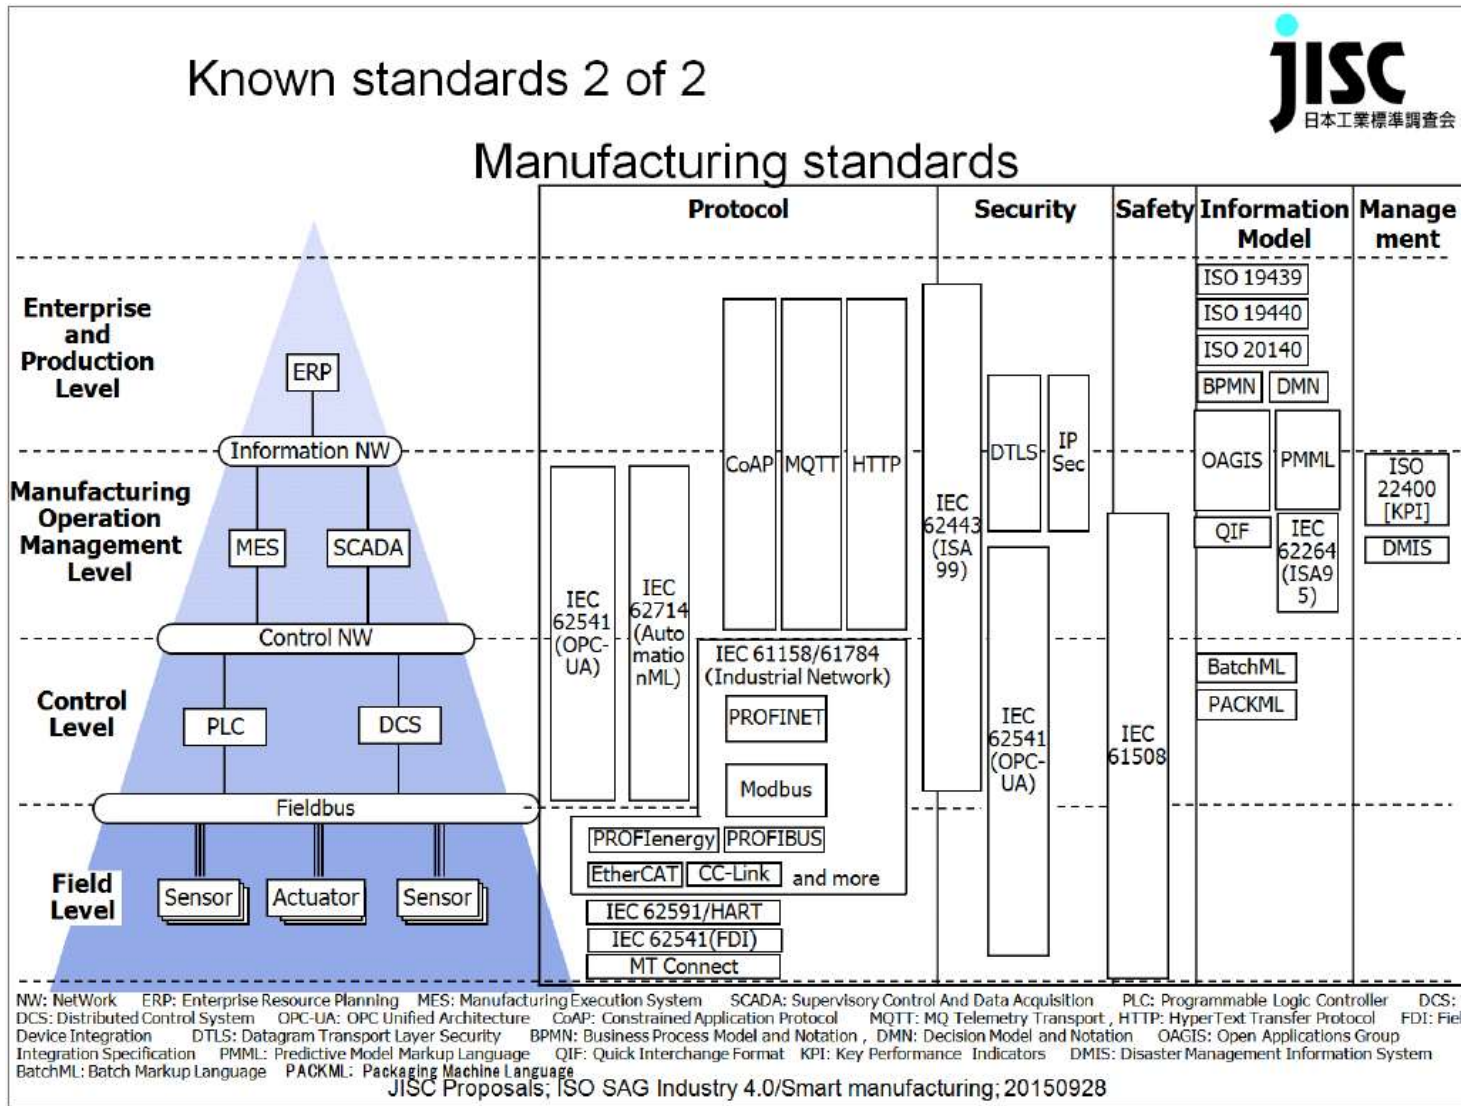 Known standards 2 of 2
jISC
日本工業標準調査会
Manufacturing standards
Protocol
Security
Safety
Information
Model
Manage
ment
Enterprise
and
Production
Level
ERP
Information NW
Manufacturing
Operation
Management
Level
MES
SCADA
Control NW
Control
Level
PLC
DCS
Fieldbus
Field
Level
Sensor
Actuator
Sensor
IEC
62541
(OPC-
UA)
IEC
62714
(Auto
matio
nML)
CoAP
MQTT
HTTP
IEC 61158/61784
(Industrial Network)
PROFINET
Modbus
PROFIenergy
PROFIBUS
EtherCAT
CC-Link
and more
IEC 62591/HART
IEC 62541(FDI)
MT Connect
IEC
62443
(ISA
99)
DTLS
IP
Sec
IEC
62541
(OPC-
UA)
IEC
61508
ISO 19439
ISO 19440
ISO 20140
BPMN
DMN
OAGIS
PMML
QIF
IEC
62264
(ISA9
5)
BatchML
PACKML
ISO
22400
[KPI]
DMIS
NW: NetWork ERP: Enterprise Resource Planning MES: Manufacturing Execution System SCADA: Supervisory Control And Data Acquisition PLC: Programmable Logic Controller DCS:
DCS: Distributed Control System OPC-UA: OPC Unified Architecture CoAP: Constrained Application Protocol MQTT: MQ Telemetry Transport , HTTP: HyperText Transfer Protocol FDI: Fiel
Device Integration DTLS: Datagram Transport Layer Security BPMN: Business Process Model and Notation , DMN: Decision Model and Notation OAGIS: Open Applications Group
Integration Specification PMML: Predictive Model Markup Language QIF: Quick Interchange Format KPI: Key Performance Indicators DMIS: Disaster Management Information System
BatchML: Batch Markup Language PACKML: Packaging Machine Language
JISC Proposals; ISO SAG Industry 4.0/Smart manufacturing; 20150928